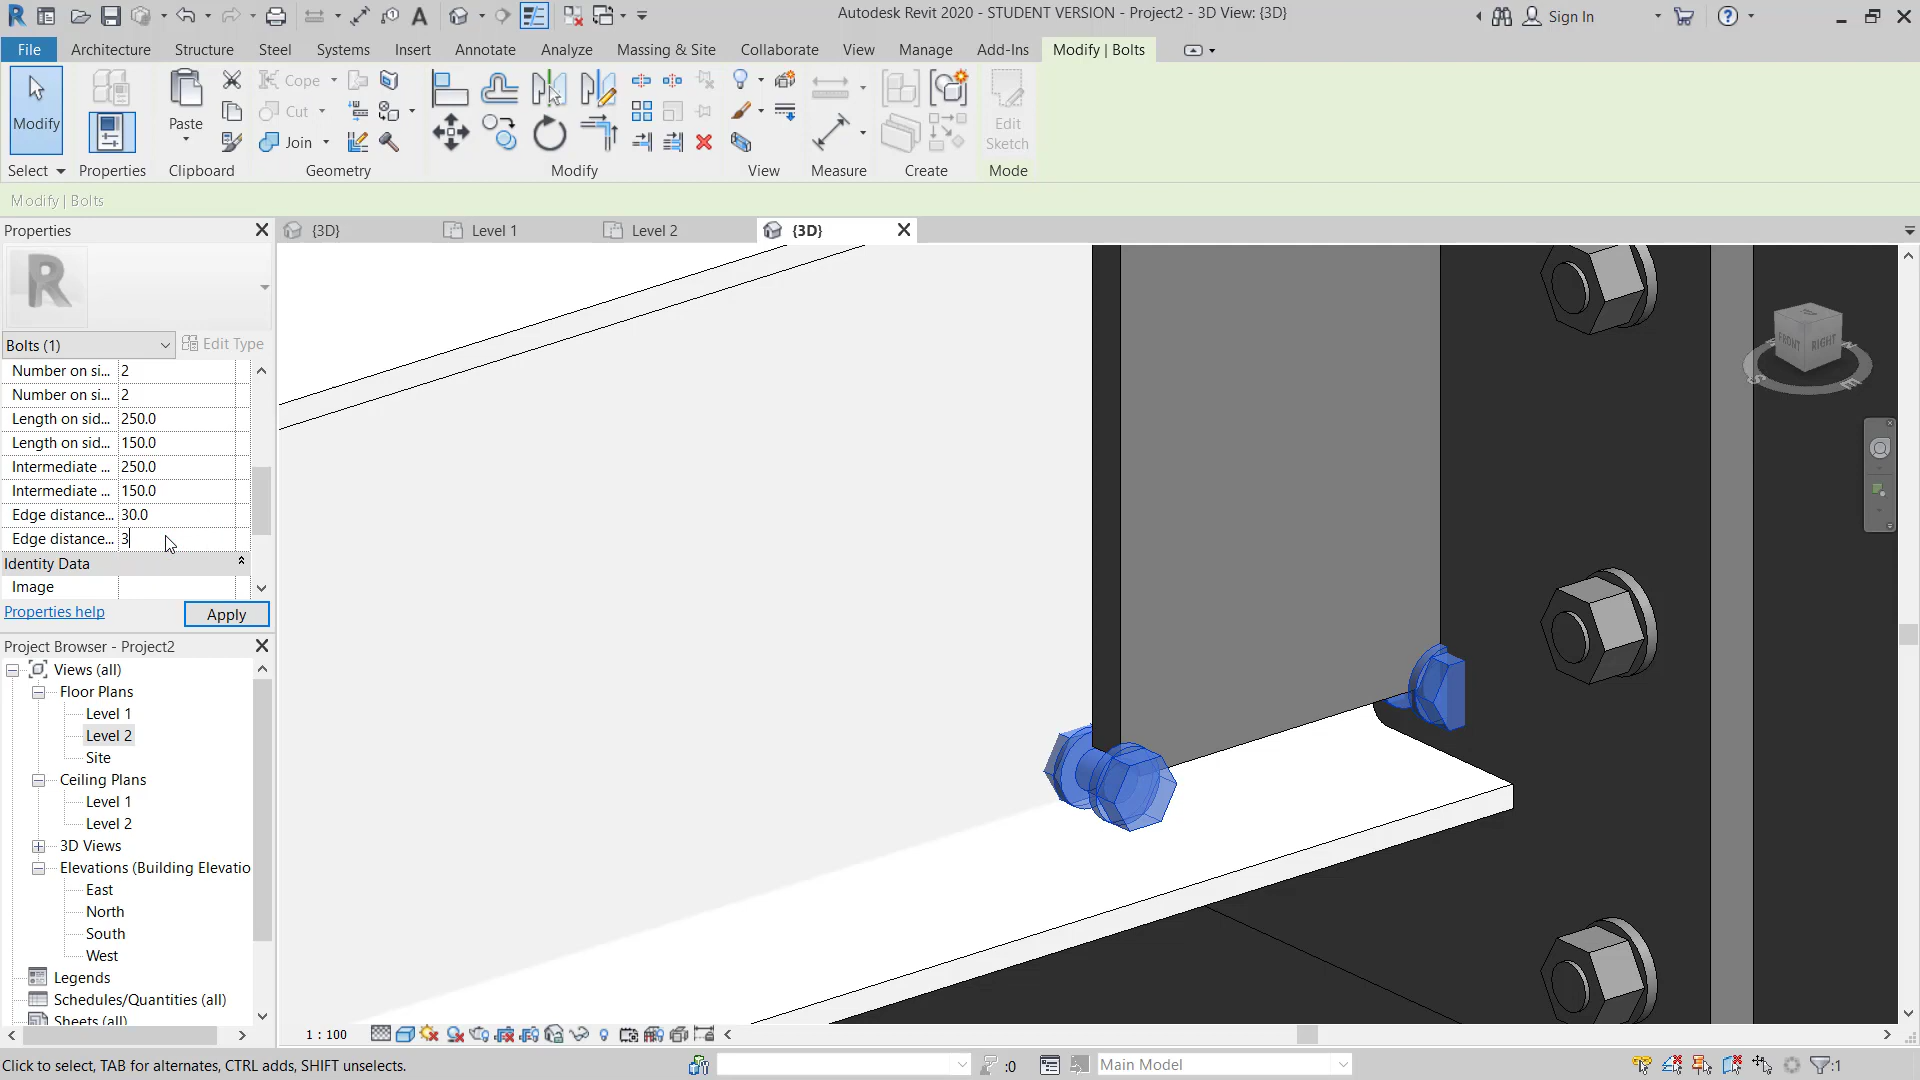 Autodesk Revit 2020 - STUDENT VERSION - Project2 - 3D View: {3D}
Sign In
File Architecture Structure Steel Systems Insert Annotate Analyze Massing & Site Collaborate View Manage Add-Ins Modify | Bolts
Modify
Paste
Cope
Cut
Join
Edit
Sketch
Select Properties Clipboard Geometry Modify View Measure Create Mode
Modify | Bolts
Properties
{3D} Level 1 Level 2 {3D}
R
Bolts (1) Edit Type
Number on si... 2
Number on si... 2
Length on sid... 250.0
Length on sid... 150.0
Intermediate ... 250.0
Intermediate ... 150.0
Edge distance... 30.0
Edge distance... 3
Identity Data
Image
Properties help Apply
FRONT RIGHT
S
E
Project Browser - Project2
Views (all)
Floor Plans
Level 1
Level 2
Site
Ceiling Plans
Level 1
Level 2
3D Views
Elevations (Building Elevatio
East
North
South
West
Legends
Schedules/Quantities (all)
Sheets (all)
1 : 100
Click to select, TAB for alternates, CTRL adds, SHIFT unselects.
:0
Main Model
:1